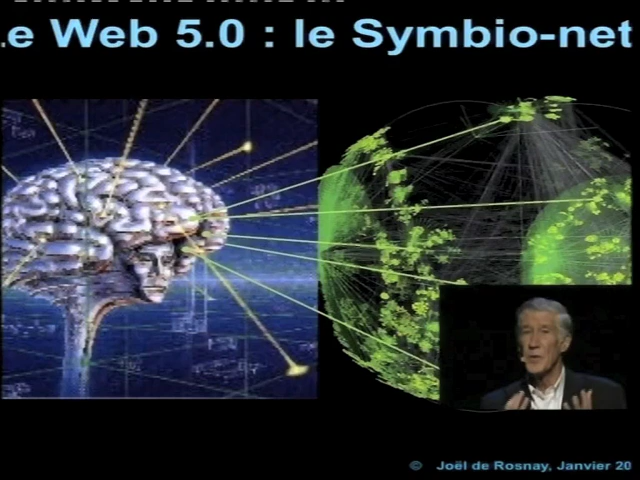 .e Web 5.0 : le Symbio-net
© Joël de Rosnay, Janvier 20